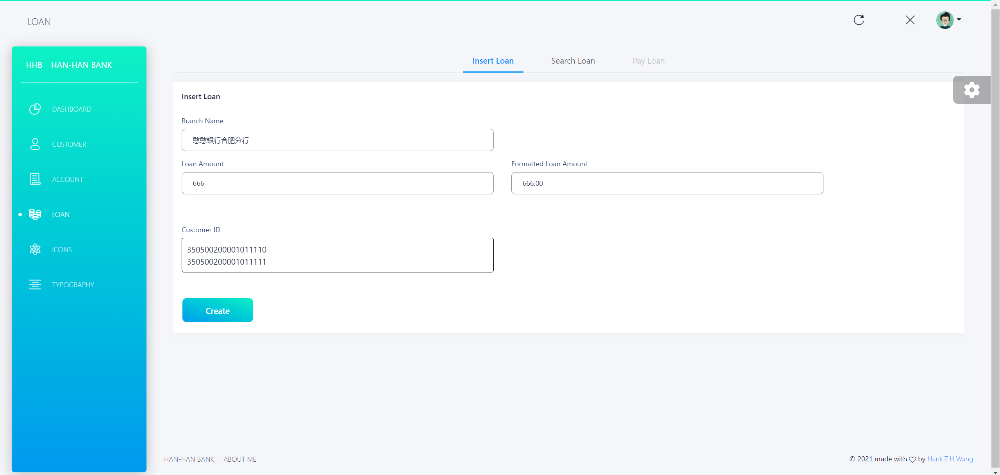 LOAN
HHB HAN-HAN BANK
DASHBOARD
CUSTOMER
ACCOUNT
LOAN
ICONS
TYPOGRAPHY
Insert Loan Search Loan Pay Loan
Insert Loan
Branch Name
憨憨银行合肥分行
Loan Amount Formatted Loan Amount
666 666.00
Customer ID
350500200001011110
350500200001011111
Create
HAN-HAN BANK ABOUT ME
© 2021 made with ♡ by Hank.Z.H.Wang